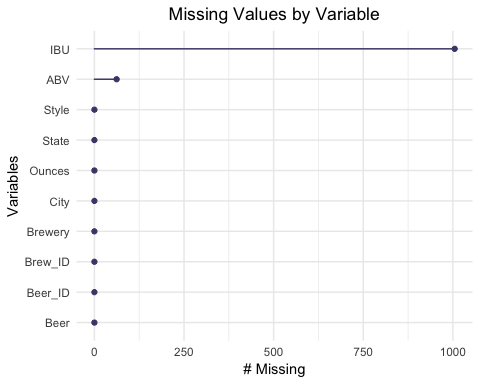 Missing Values by Variable
Variables
IBU
ABV
Style
State
Ounces
City
Brewery
Brew_ID
Beer_ID
Beer
0 250 500 750 1000
# Missing